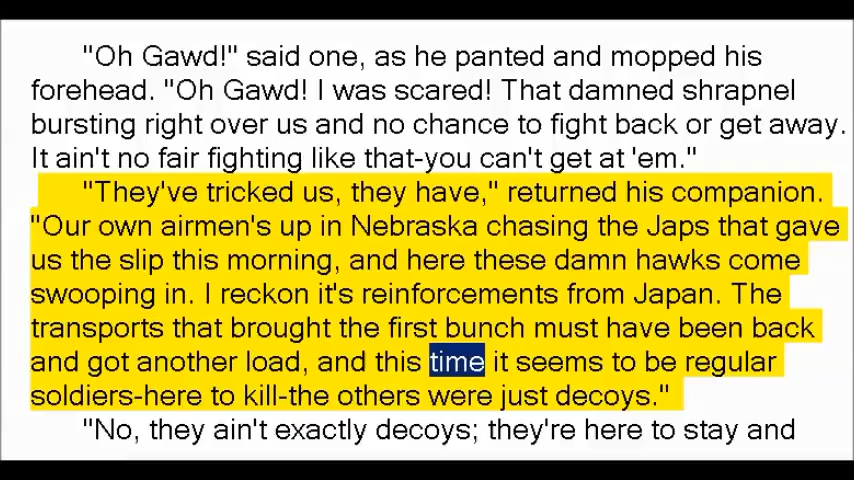 "Oh Gawd!" said one, as he panted and mopped his
forehead. "Oh Gawd! I was scared! That damned shrapnel
bursting right over us and no chance to fight back or get away.
It ain't no fair fighting like that-you can't get at 'em."
"They've tricked us, they have," returned his companion.
"Our own airmen's up in Nebraska chasing the Japs that gave
us the slip this morning, and here these damn hawks come
swooping in. I reckon it's reinforcements from Japan. The
transports that brought the first bunch must have been back
and got another load, and this time it seems to be regular
soldiers-here to kill-the others were just decoys."
"No, they ain't exactly decoys; they're here to stay and